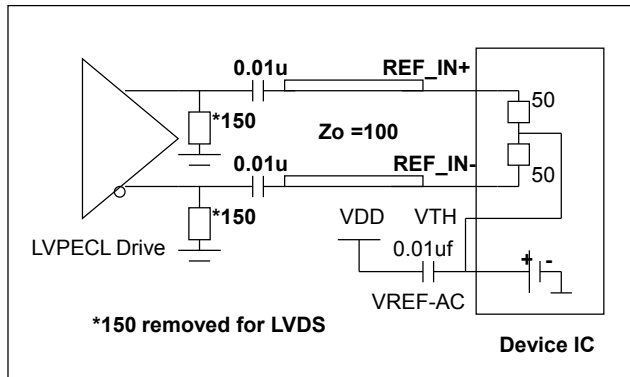 0.01u
REF_IN+
50
*150
Zo =100
0.01u
REF_IN-
50
*150
VDD
VTH
LVPECL Drive
0.01uf
+ -
VREF-AC
*150 removed for LVDS
Device IC